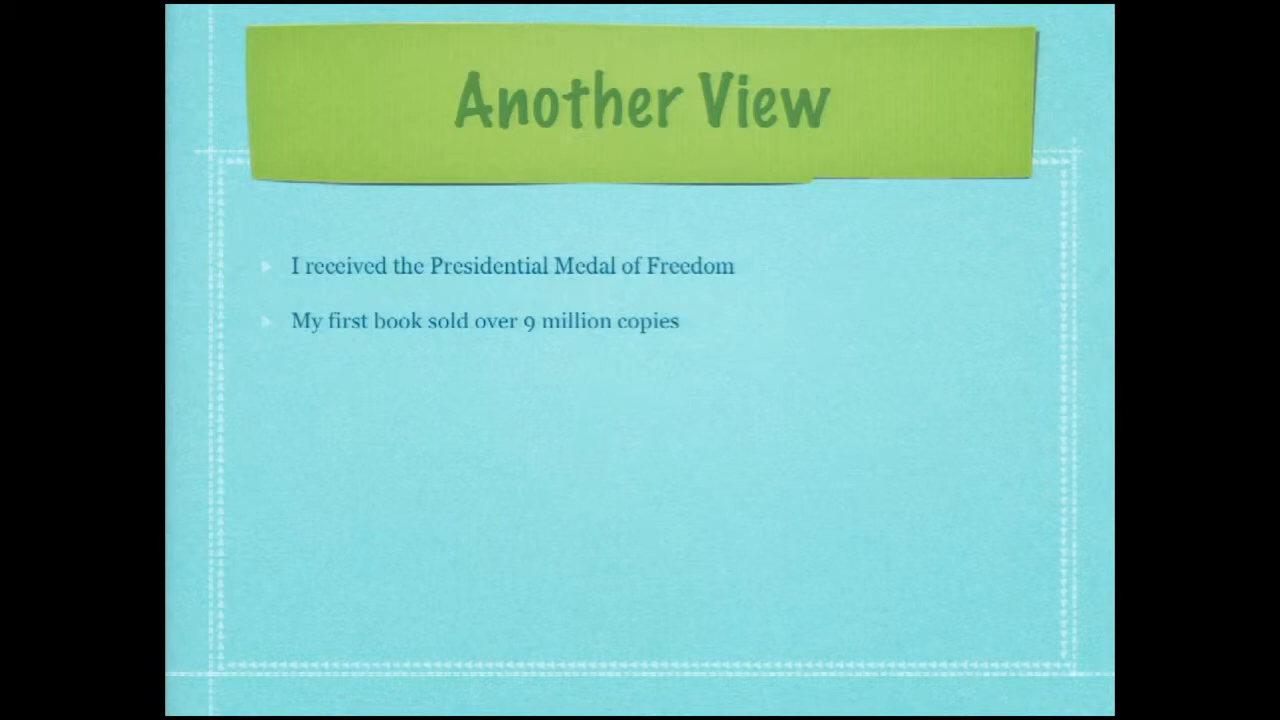 Another View
I received the Presidential Medal of Freedom
My first book sold over 9 million copies